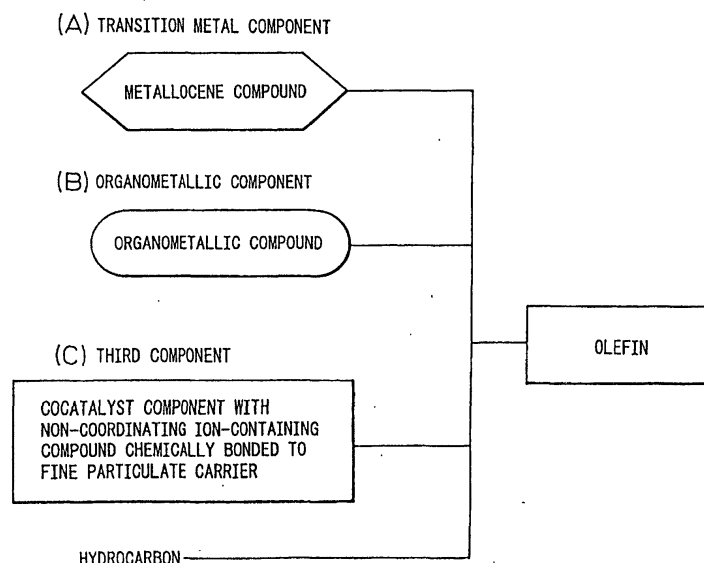 (A) TRANSITION METAL COMPONENT
METALLOCENE COMPOUND
(B) ORGANOMETALLIC COMPONENT
ORGANOMETALLIC COMPOUND
OLEFIN
(C) THIRD COMPONENT
COCATALYST COMPONENT WITH
NON-COORDINATING ION-CONTAINING
COMPOUND CHEMICALLY BONDED TO
FINE PARTICULATE CARRIER
HYDROCARBON